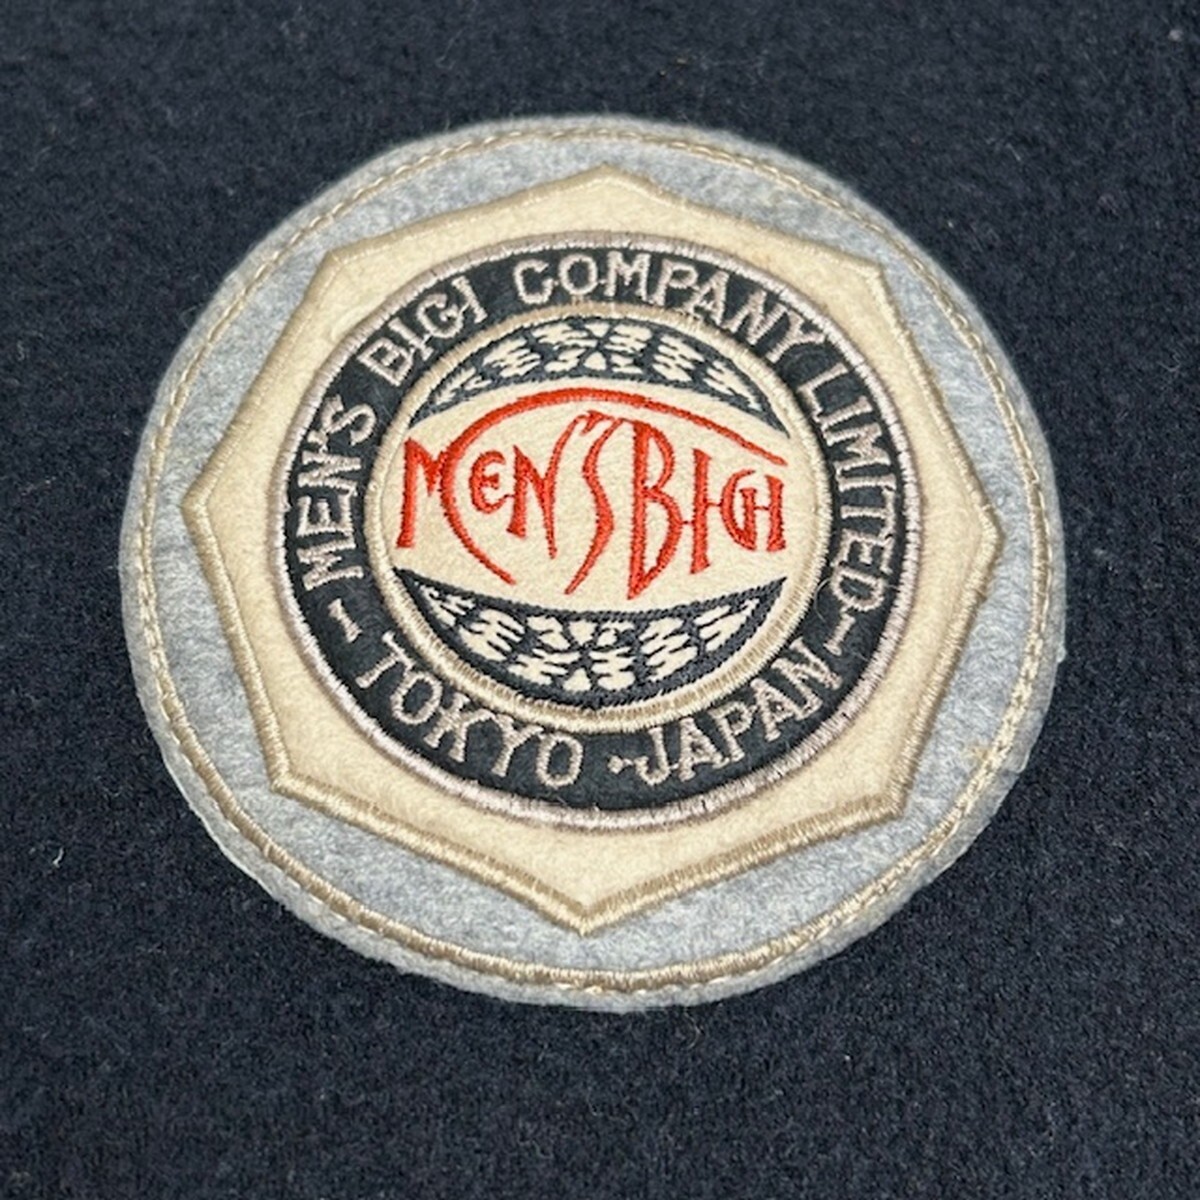 MEN'S BIGI COMPANY LIMITED
MEN'S BIGI
TOKYO · JAPAN